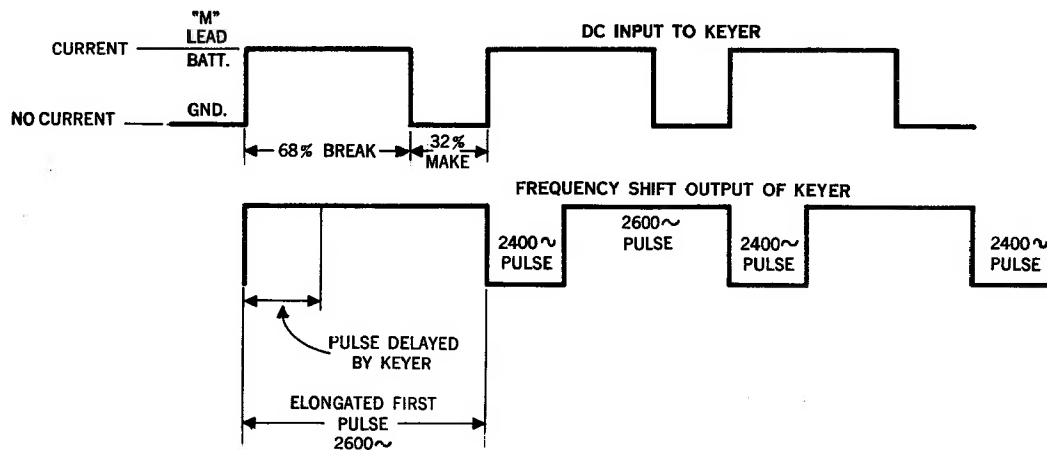 "M"
LEAD
CURRENT
BATT.
DC INPUT TO KEYER
NO CURRENT
GND.
68% BREAK
32%
MAKE
FREQUENCY SHIFT OUTPUT OF KEYER
2400~
PULSE
2600~
PULSE
2400~
PULSE
2400~
PULSE
PULSE DELAYED
BY KEYER
ELONGATED FIRST
PULSE
2600~